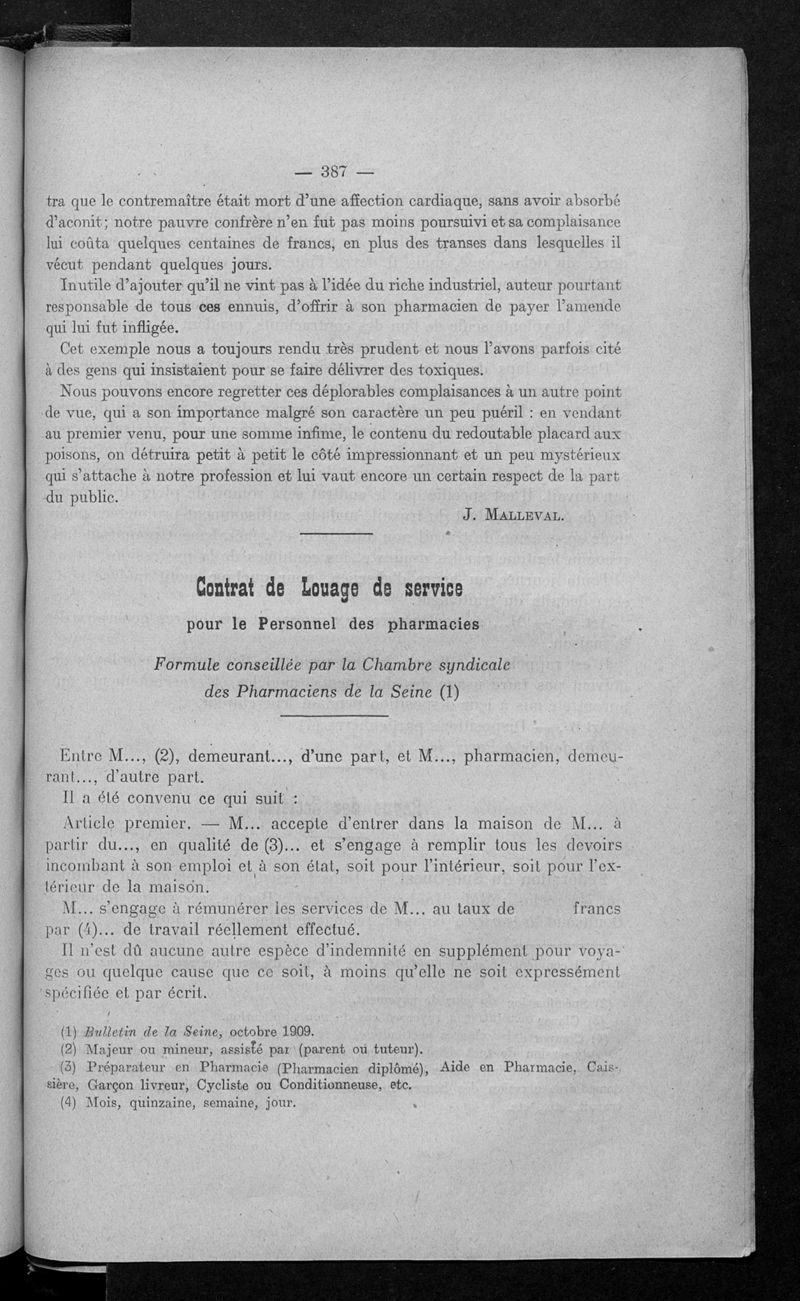 — 387 —
tra que le contremaître était mort d'une affection cardiaque, sans avoir absorbé
d'aconit ; notre pauvre confrère n'en fut pas moins poursuivi et sa complaisance
lui coûta quelques centaines de francs, en plus des transes dans lesquelles il
vécut pendant quelques jours.
Inutile d'ajouter qu'il ne vint pas à l'idée du riche industriel, auteur pourtant
responsable de tous ces ennuis, d'offrir à son pharmacien de payer l'amende
qui lui fut infligée.
Cet exemple nous a toujours rendu très prudent et nous l'avons parfois cité
à des gens qui insistaient pour se faire délivrer des toxiques.
Nous pouvons encore regretter ces déplorables complaisances à un autre point
de vue, qui a son importance malgré son caractère un peu puéril : en vendant
au premier venu, pour une somme infime, le contenu du redoutable placard aux
poisons, on détruira petit à petit le côté impressionnant et un peu mystérieux
qui s'attache à notre profession et lui vaut encore un certain respect de la part
du public.
J. MALLEVAL.
Contrat de Louage de service
pour le Personnel des pharmacies
Formule conseillée par la Chambre syndicale
des Pharmaciens de la Seine (1)
Entre M..., (2), demeurant..., d'une part, et M..., pharmacien, demeu-
rant..., d'autre part.
Il a été convenu ce qui suit :
Article premier. — M... accepte d'entrer dans la maison de M... à
partir du..., en qualité de (3)... et s'engage à remplir tous les devoirs
incombant à son emploi et à son état, soit pour l'intérieur, soit pour l'ex-
térieur de la maison.
M... s'engage à rémunérer les services de M... au taux de francs
par (4)... de travail réellement effectué.
Il n'est dû aucune autre espèce d'indemnité en supplément pour voya-
ges ou quelque cause que ce soit, à moins qu'elle ne soit expressément
spécifiée et par écrit.
(1) Bulletin de la Seine, octobre 1909.
(2) Majeur ou mineur, assisté par (parent ou tuteur).
(3) Préparateur en Pharmacie (Pharmacien diplômé), Aide en Pharmacie, Cais-
sière, Garçon livreur, Cycliste ou Conditionneuse, etc.
(4) Mois, quinzaine, semaine, jour.